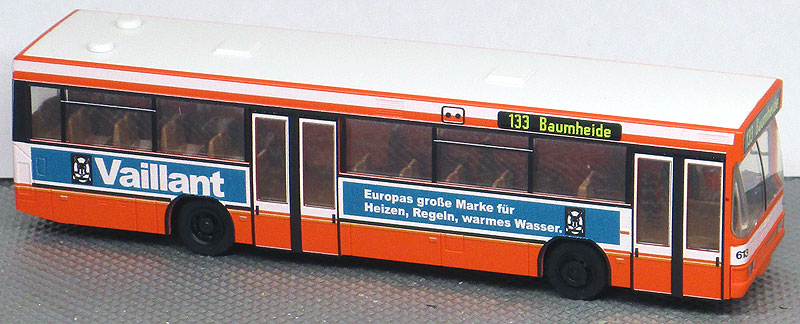 133 Baumheide
Vaillant
Europas große Marke für
Heizen, Regeln, warmes Wasser.
613